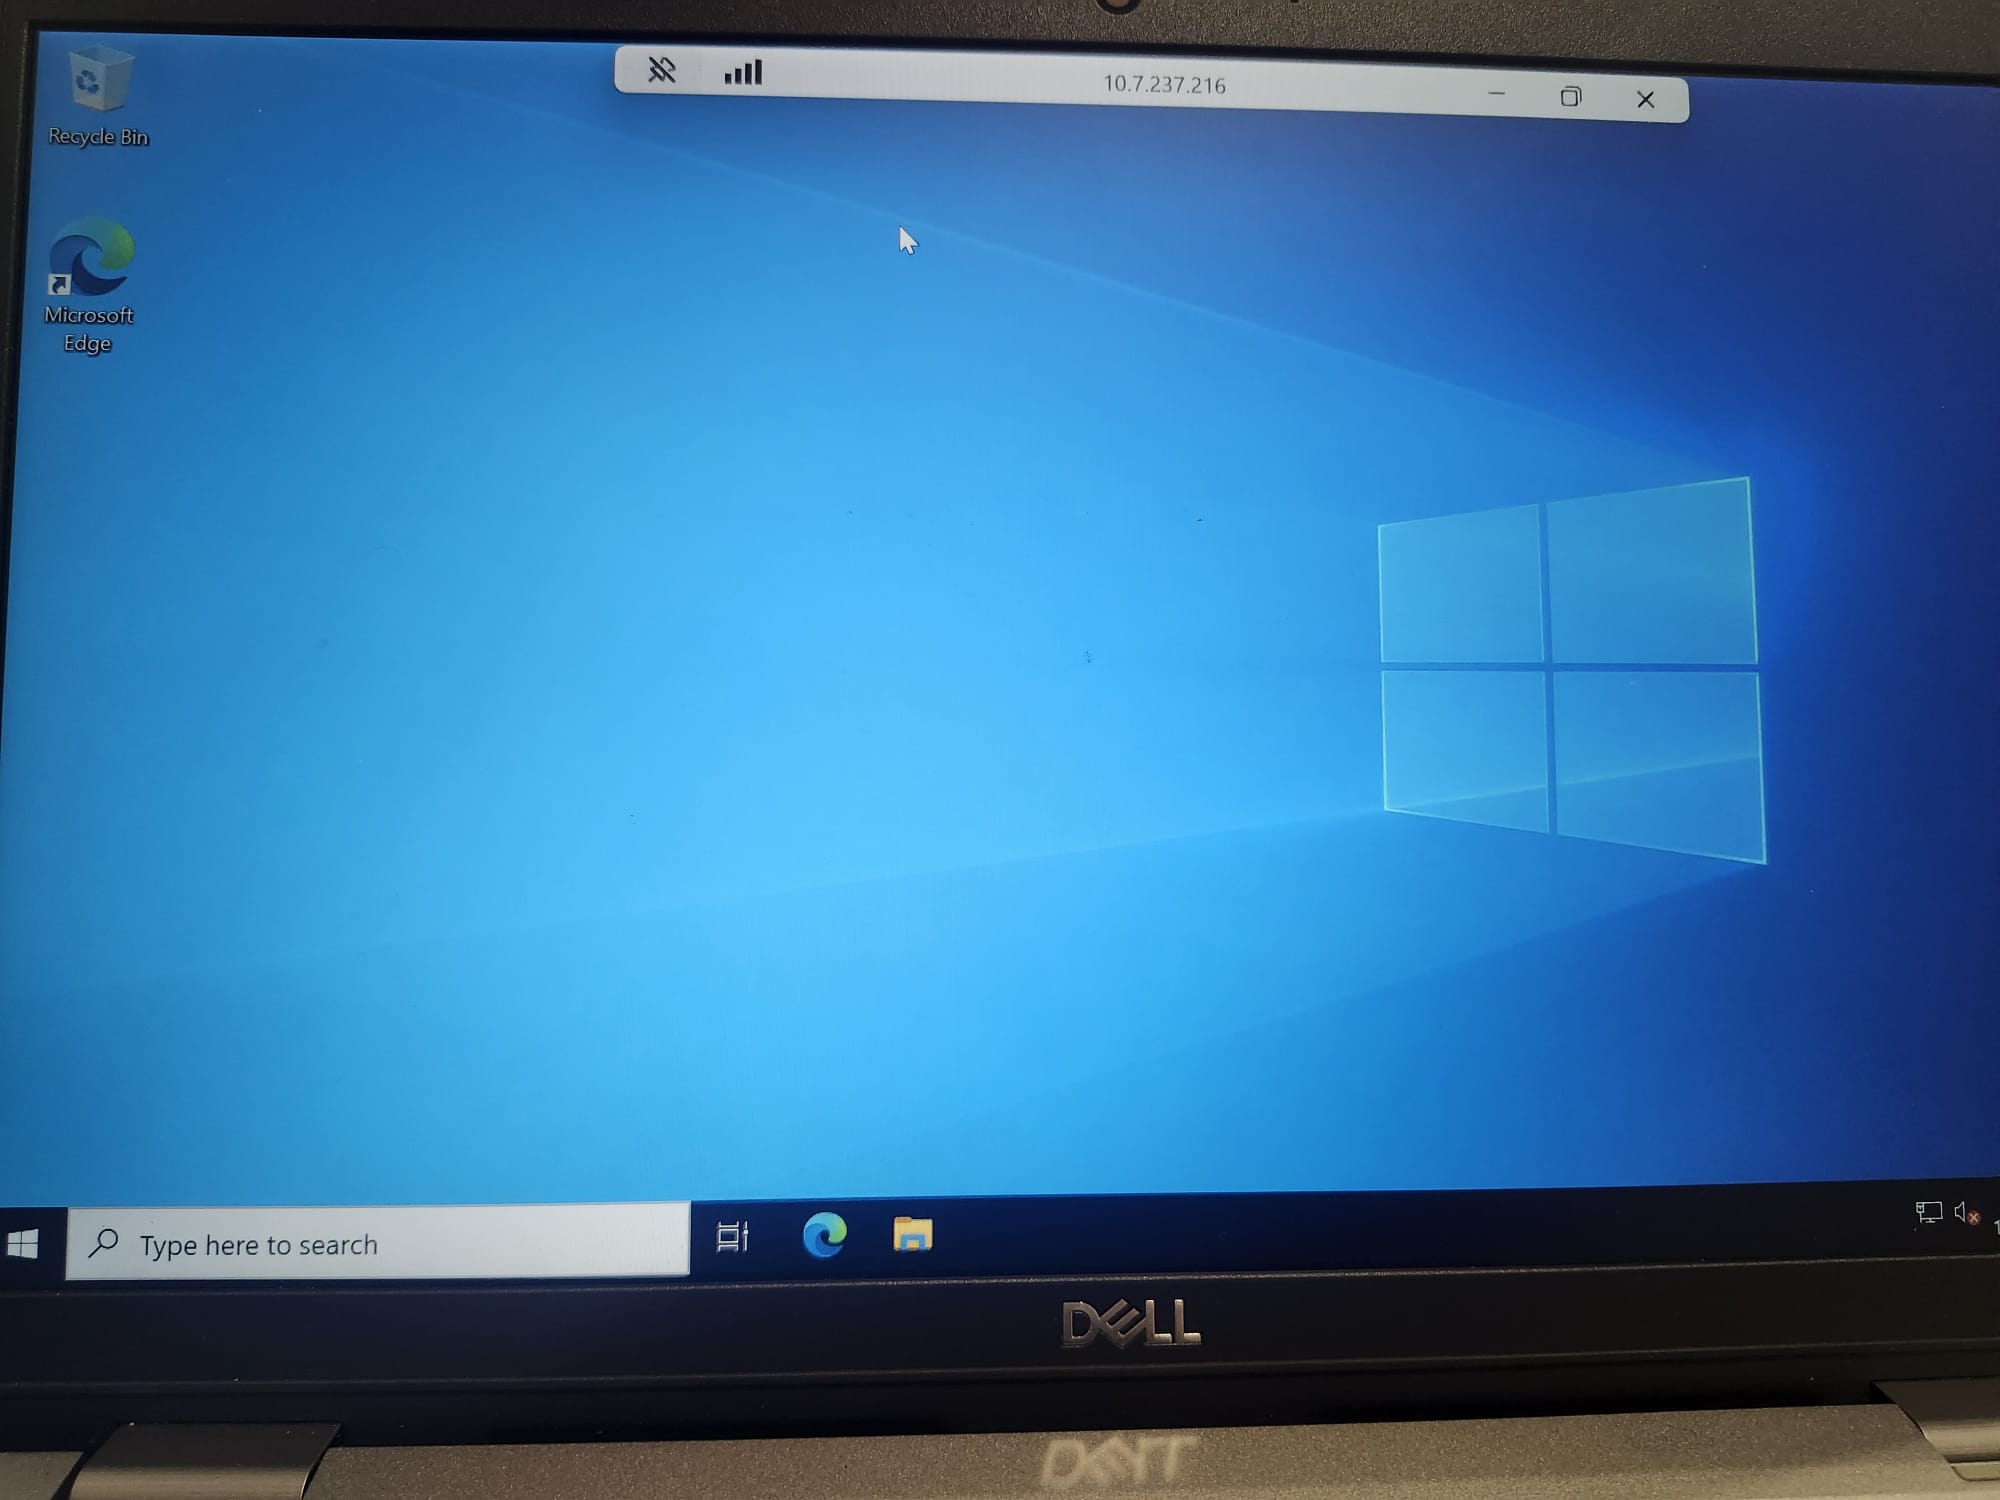 10.7.237.216
Recycle Bin
Microsoft
Edge
Type here to search
DELL